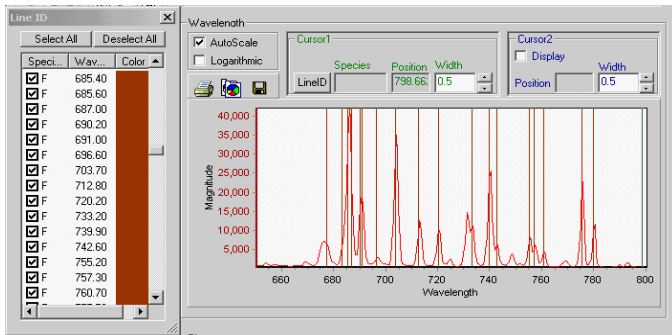 Line ID
Select All Deselect All
Speci... Wav... Color
F 685.40
F 685.60
F 687.00
F 690.20
F 691.00
F 696.60
F 703.70
F 712.80
F 720.20
F 733.20
F 739.90
F 742.60
F 755.20
F 757.30
F 760.70
Wavelength
AutoScale
Logarithmic
Cursor1
Species Position Width
LineID 798.66 0.5
Cursor2
Display
Width
Position 0.5
Magnitude
40,000
35,000
30,000
25,000
20,000
15,000
10,000
5,000
660 680 700 720 740 760 780 800
Wavelength